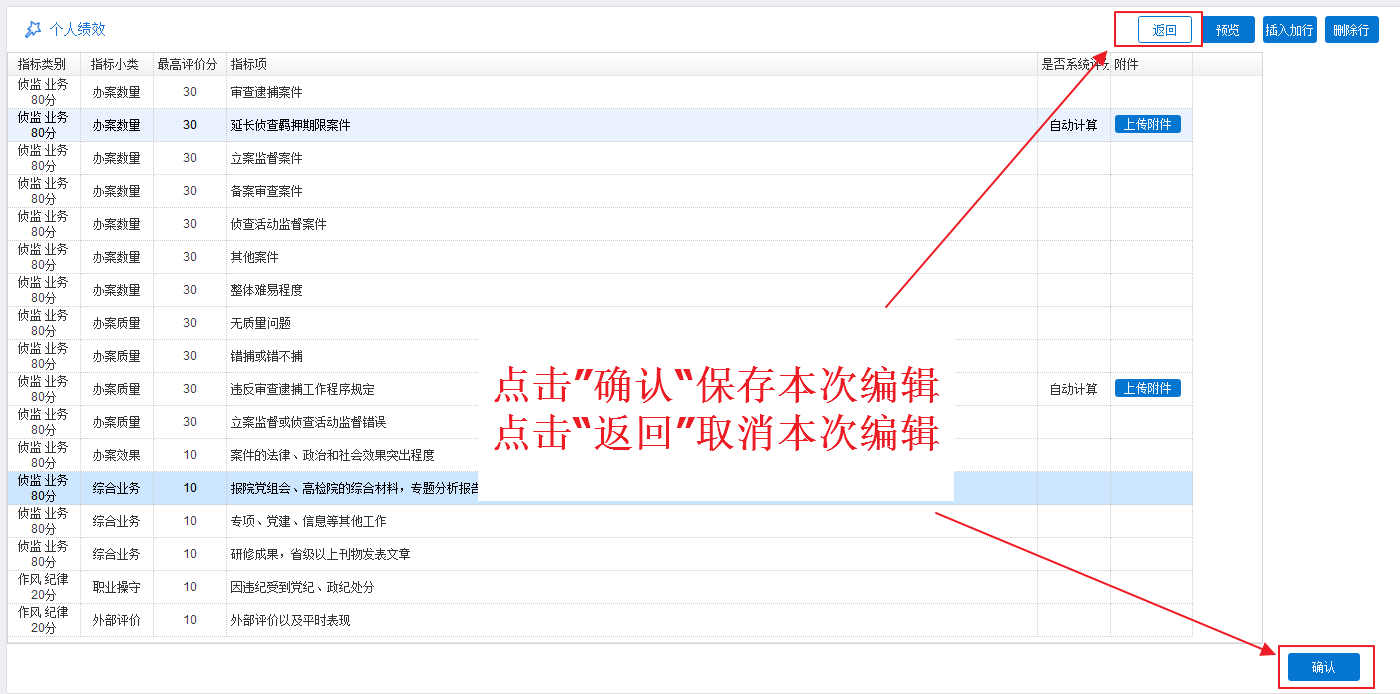 个人绩效
返回 预览 插入加行 删除行
指标类别 指标小类 最高评价分 指标项 是否系统评分 附件
侦监 业务
80分 办案数量 30 审查逮捕案件
侦监 业务
80分 办案数量 30 延长侦查羁押期限案件 自动计算 上传附件
侦监 业务
80分 办案数量 30 立案监督案件
侦监 业务
80分 办案数量 30 备案审查案件
侦监 业务
80分 办案数量 30 侦查活动监督案件
侦监 业务
80分 办案数量 30 其他案件
侦监 业务
80分 办案数量 30 整体难易程度
侦监 业务
80分 办案质量 30 无质量问题
侦监 业务
80分 办案质量 30 错捕或错不捕
侦监 业务
80分 办案质量 30 违反审查逮捕工作程序规定 自动计算 上传附件
侦监 业务
80分 办案质量 30 立案监督或侦查活动监督错误
侦监 业务
80分 办案效果 10 案件的法律、政治和社会效果突出程度
侦监 业务
80分 综合业务 10 报院党组会、高检院的综合材料，专题分析报告
侦监 业务
80分 综合业务 10 专项、党建、信息等其他工作
侦监 业务
80分 综合业务 10 研修成果，省级以上刊物发表文章
作风 纪律
20分 职业操守 10 因违纪受到党纪、政纪处分
作风 纪律
20分 外部评价 10 外部评价以及平时表现
点击”确认“保存本次编辑
点击“返回”取消本次编辑
确认